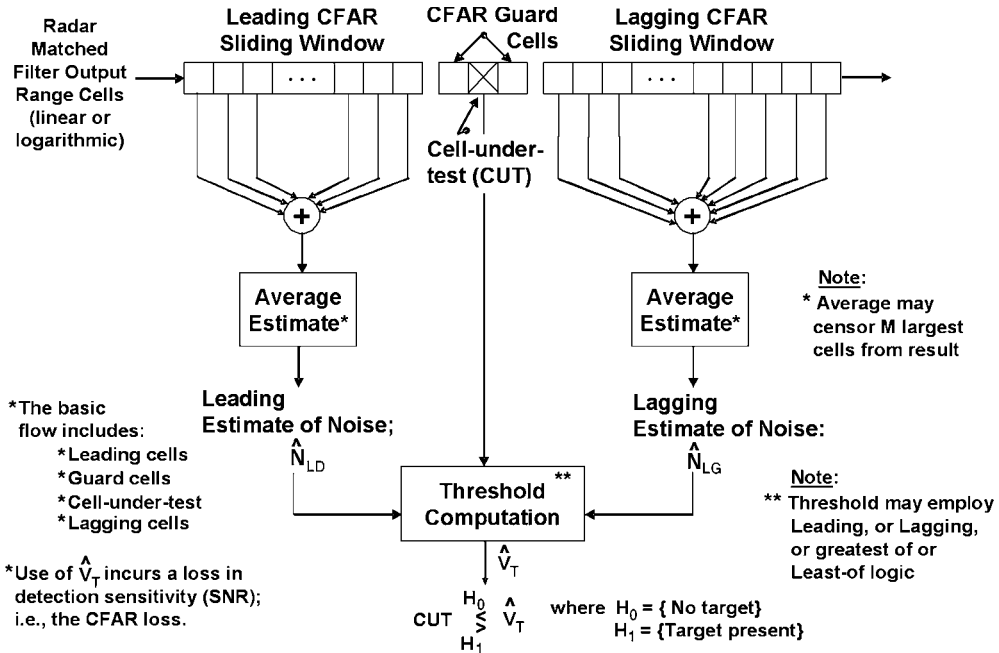 Radar
Matched
Filter Output
Range Cells
(linear or
logarithmic)
Leading CFAR
Sliding Window
CFAR Guard
Cells
Lagging CFAR
Sliding Window
. . .
. . .
Cell-under-
test (CUT)
+
+
Average
Estimate*
Average
Estimate*
Note:
* Average may
censor M largest
cells from result
Leading
Estimate of Noise;
N̂LD
Lagging
Estimate of Noise:
N̂LG
*The basic
flow includes:
*Leading cells
*Guard cells
*Cell-under-test
*Lagging cells
Threshold **
Computation
Note:
** Threshold may employ
Leading, or Lagging,
or greatest of or
Least-of logic
V̂T
*Use of V̂T incurs a loss in
detection sensitivity (SNR);
i.e., the CFAR loss.
H0
CUT ≤ > V̂T
H1
where H0 = { No target}
H1 = {Target present}